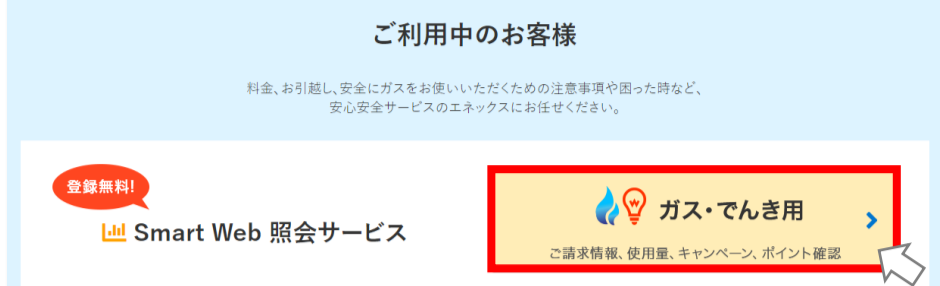 ご利用中のお客様
料金、お引越し、安全にガスをお使いいただくための注意事項や困った時など、
安心安全サービスのエネックスにお任せください。
登録無料!
Smart Web 照会サービス
ガス・でんき用
ご請求情報、使用量、キャンペーン、ポイント確認